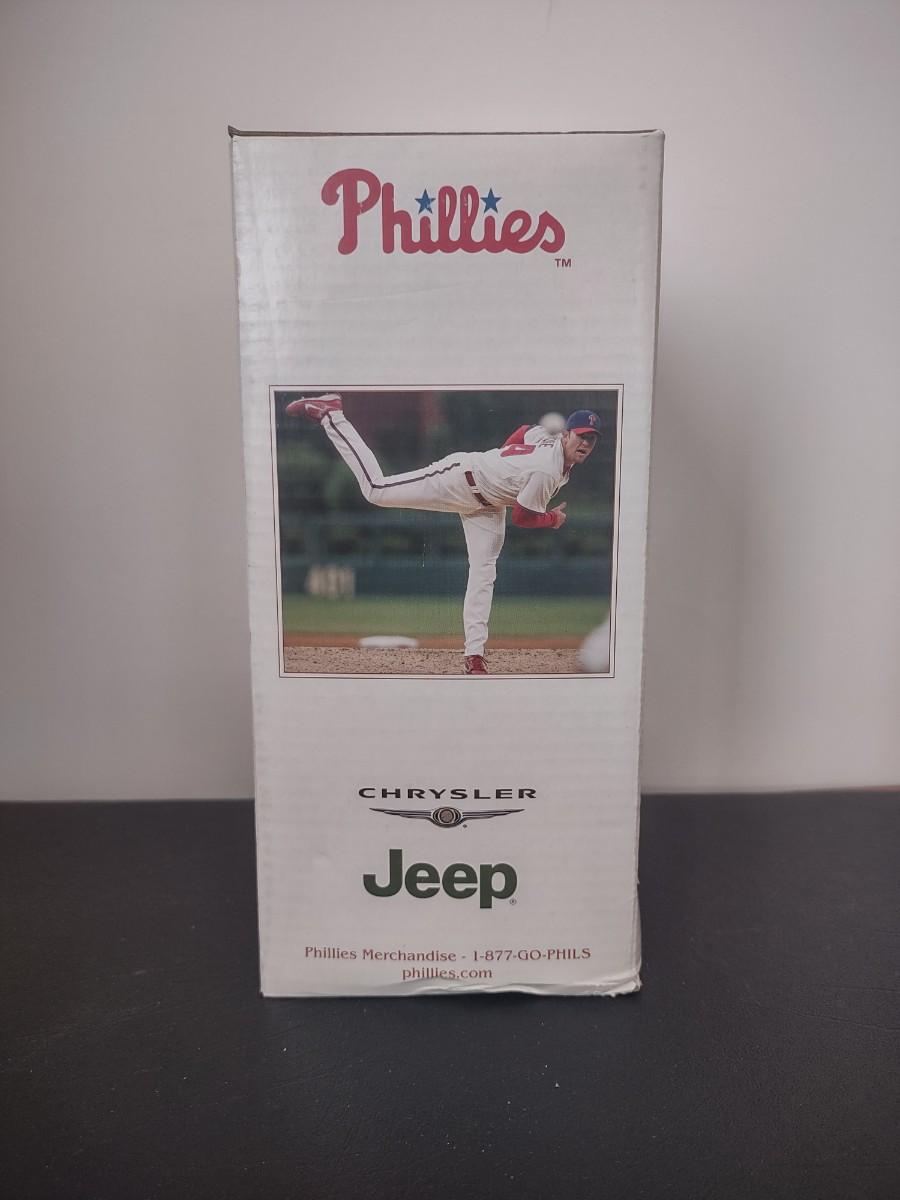 Phillies
TM
P
CHRYSLER
Jeep
Phillies Merchandise - 1-877-GO-PHILS
phillies.com